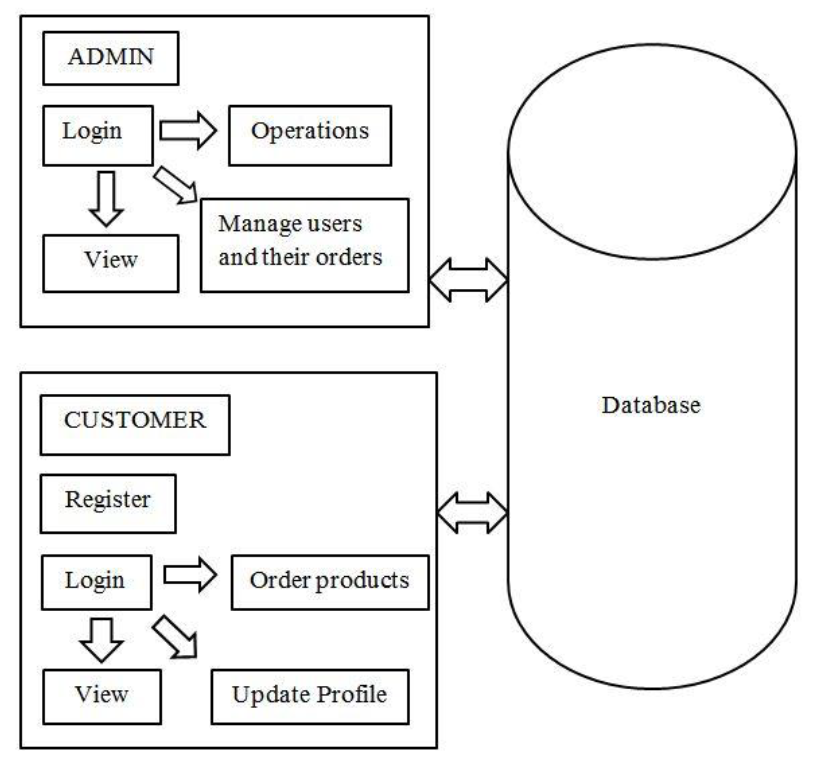 ADMIN
Login
Operations
Manage users
and their orders
View
Database
CUSTOMER
Register
Login
Order products
View
Update Profile